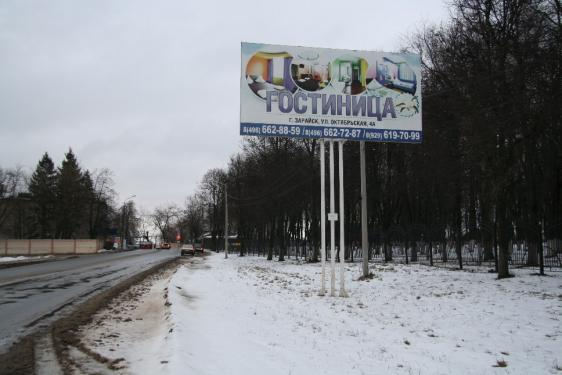 ГОСТИНИЦА
Г. ЗАРАЙСК, УЛ. ОКТЯБРЬСКАЯ, 4А
8(496) 662-88-59 / 8(496) 662-72-87 / 8(929) 619-70-99